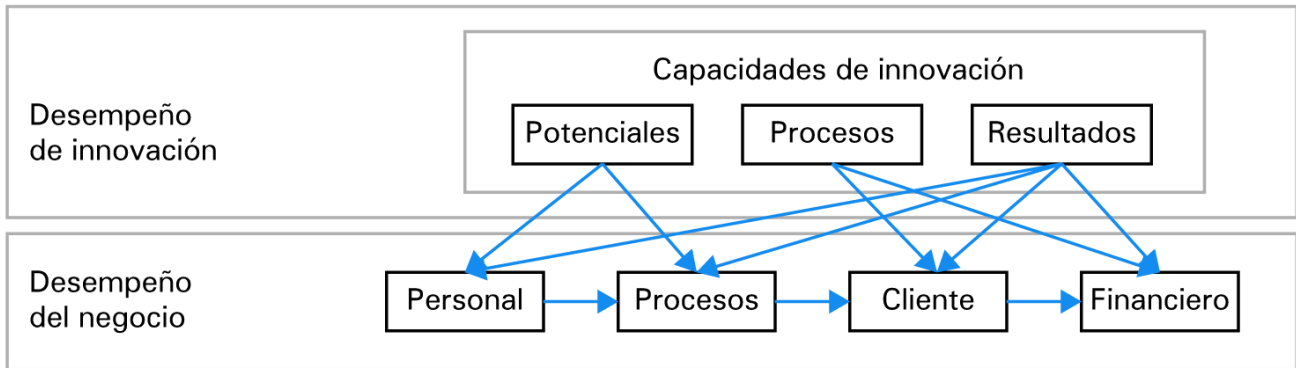 Capacidades de innovación
Desempeño
de innovación
Potenciales
Procesos
Resultados
Desempeño
del negocio
Personal
Procesos
Cliente
Financiero